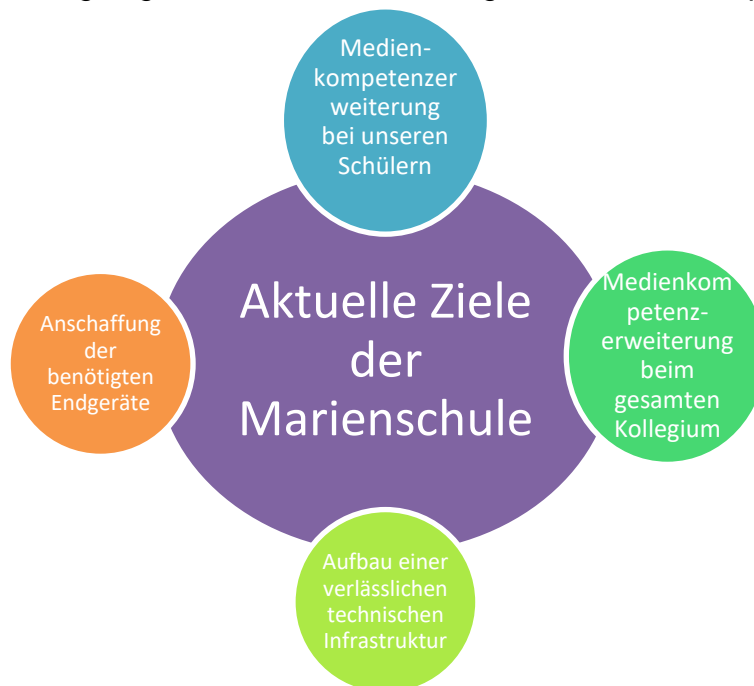 Medien-
kompetenzer
weiterung
bei unseren
Schülern
Aktuelle Ziele
der
Marienschule
Medienkom
petenz-
erweiterung
beim
gesamten
Kollegium
Anschaffung
der
benötigten
Endgeräte
Aufbau einer
verlässlichen
technischen
Infrastruktur